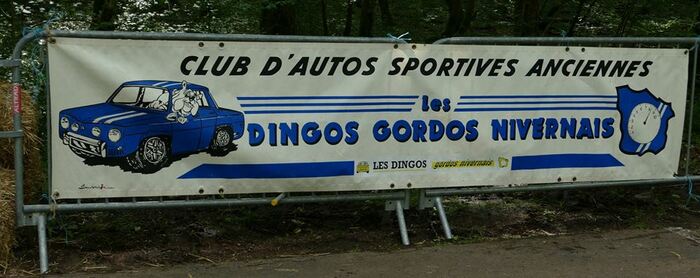 CLUB D'AUTOS SPORTIVES ANCIENNES
les
DINGOS GORDOS NIVERNAIS
LES DINGOS gordos nivernais